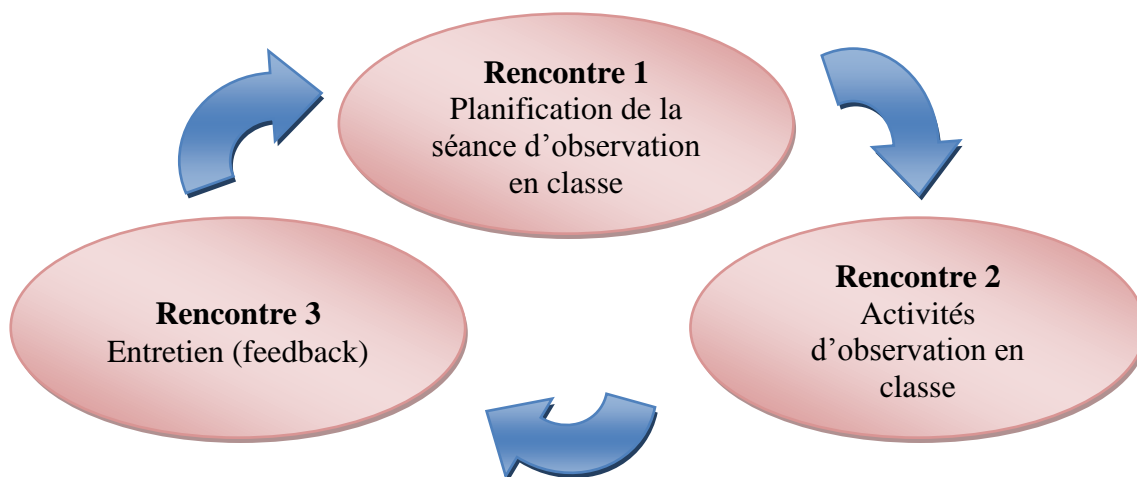 Rencontre 1
Planification de la
séance d’observation
en classe
Rencontre 2
Activités
d’observation en
classe
Rencontre 3
Entretien (feedback)